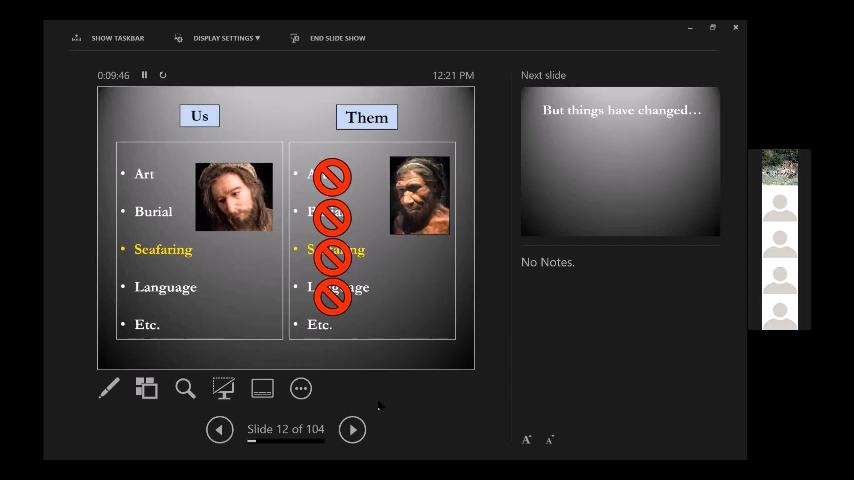 SHOW TASKBAR
DISPLAY SETTINGS ▼
END SLIDE SHOW
0:09:46
12:21 PM
Us
Them
• Art
• Burial
• Seafaring
• Language
• Etc.
• Etc.
Next slide
But things have changed...
No Notes.
Slide 12 of 104
A
A